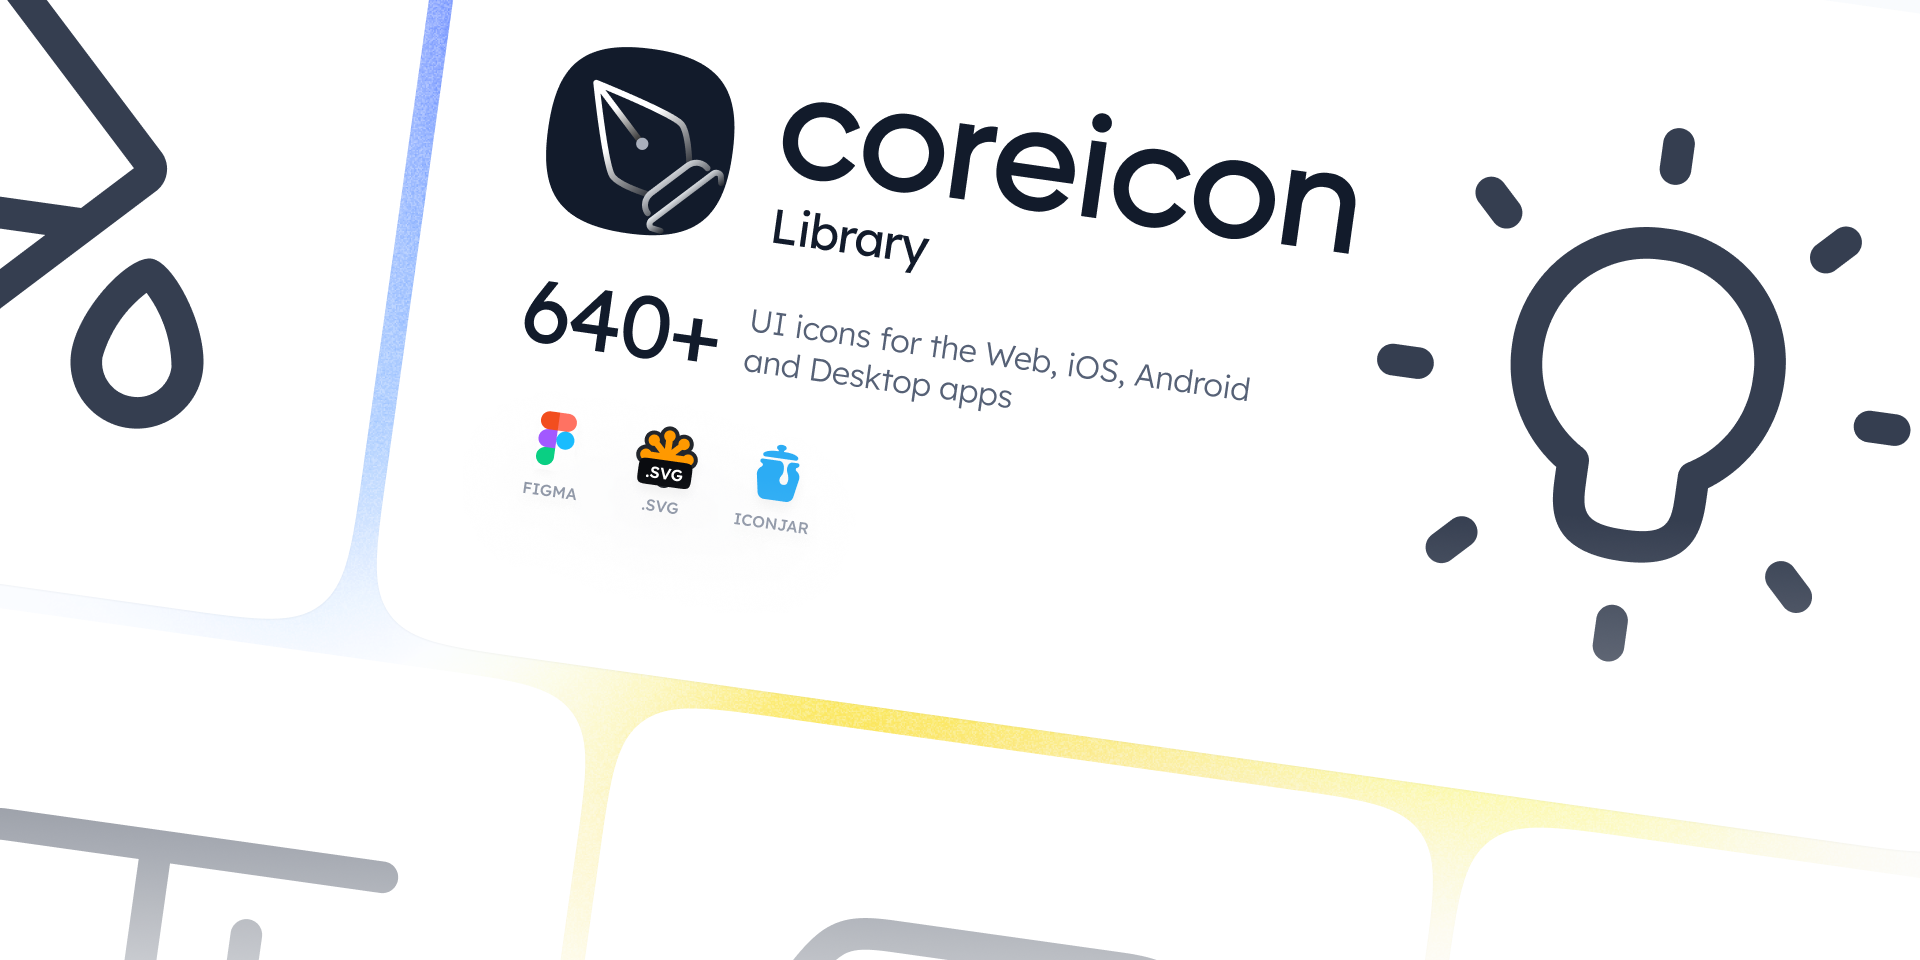 coreicon
Library
640+
UI icons for the Web, iOS, Android
and Desktop apps
.SVG
FIGMA
.SVG
ICONJAR